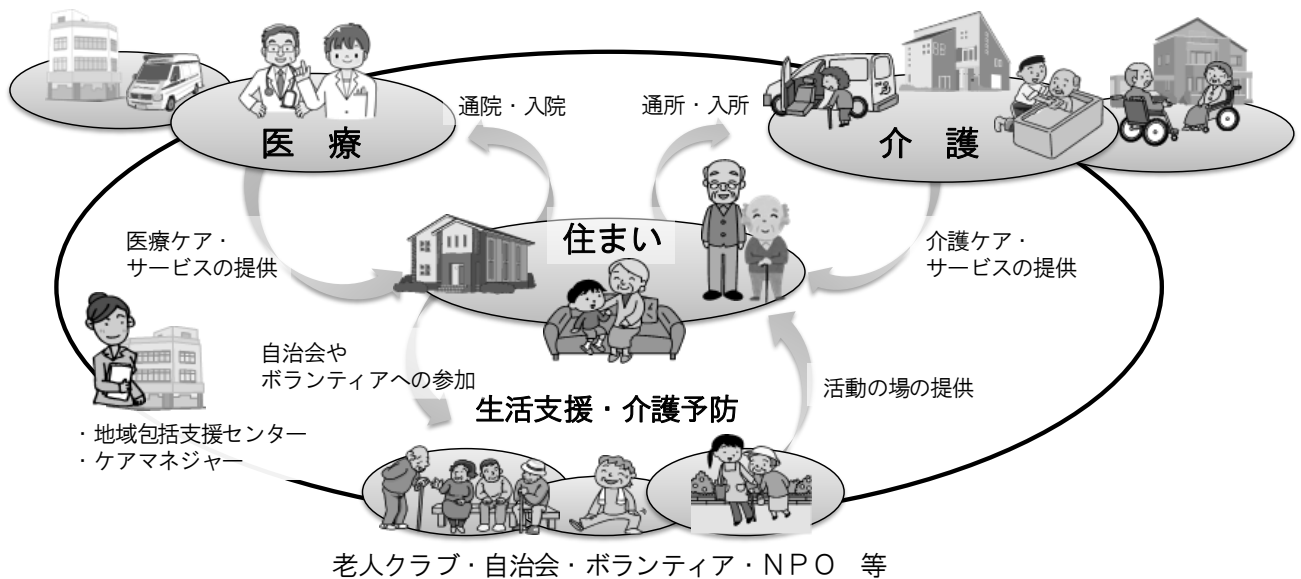 医 療
通院・入院
通所・入所
介 護
医療ケア・
サービスの提供
住まい
介護ケア・
サービスの提供
自治会や
ボランティアへの参加
生活支援・介護予防
活動の場の提供
・地域包括支援センター
・ケアマネジャー
老人クラブ・自治会・ボランティア・NPO 等